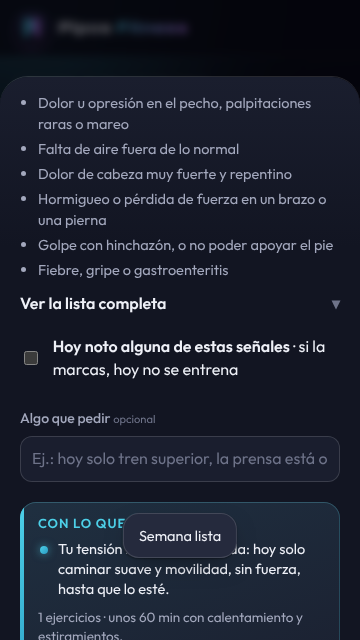 Dolor u opresión en el pecho, palpitaciones
raras o mareo
Falta de aire fuera de lo normal
Dolor de cabeza muy fuerte y repentino
Hormigueo o pérdida de fuerza en un brazo o
una pierna
Golpe con hinchazón, o no poder apoyar el pie
Fiebre, gripe o gastroenteritis
Ver la lista completa
Hoy noto alguna de estas señales · si la
marcas, hoy no se entrena
Algo que pedir opcional
Ej.: hoy solo tren superior, la prensa está o
CON LO QUE
Semana lista
Tu tensión da: hoy solo
caminar suave y movilidad, sin fuerza,
hasta que lo esté.
1 ejercicios · unos 60 min con calentamiento y
estiramientos.